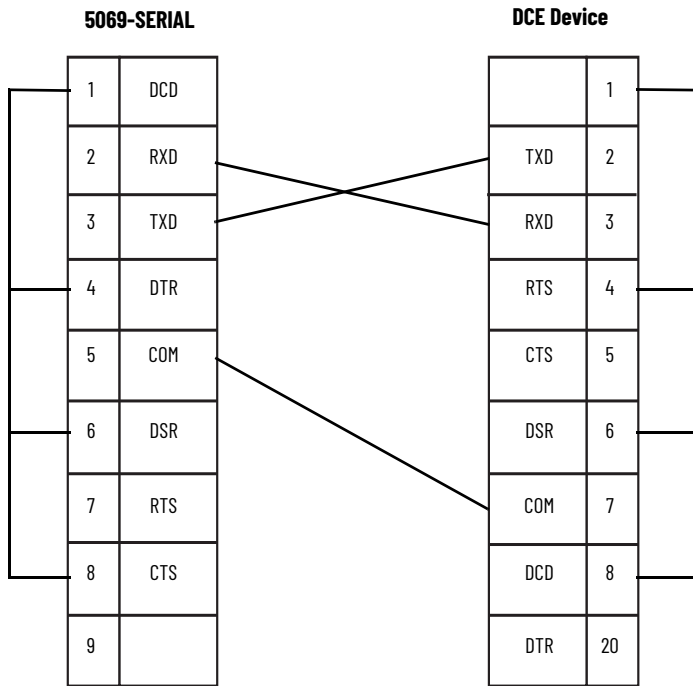 5069-SERIAL DCE Device
1 DCD 1
2 RXD TXD 2
3 TXD RXD 3
4 DTR RTS 4
5 COM CTS 5
6 DSR DSR 6
7 RTS COM 7
8 CTS DCD 8
9 DTR 20